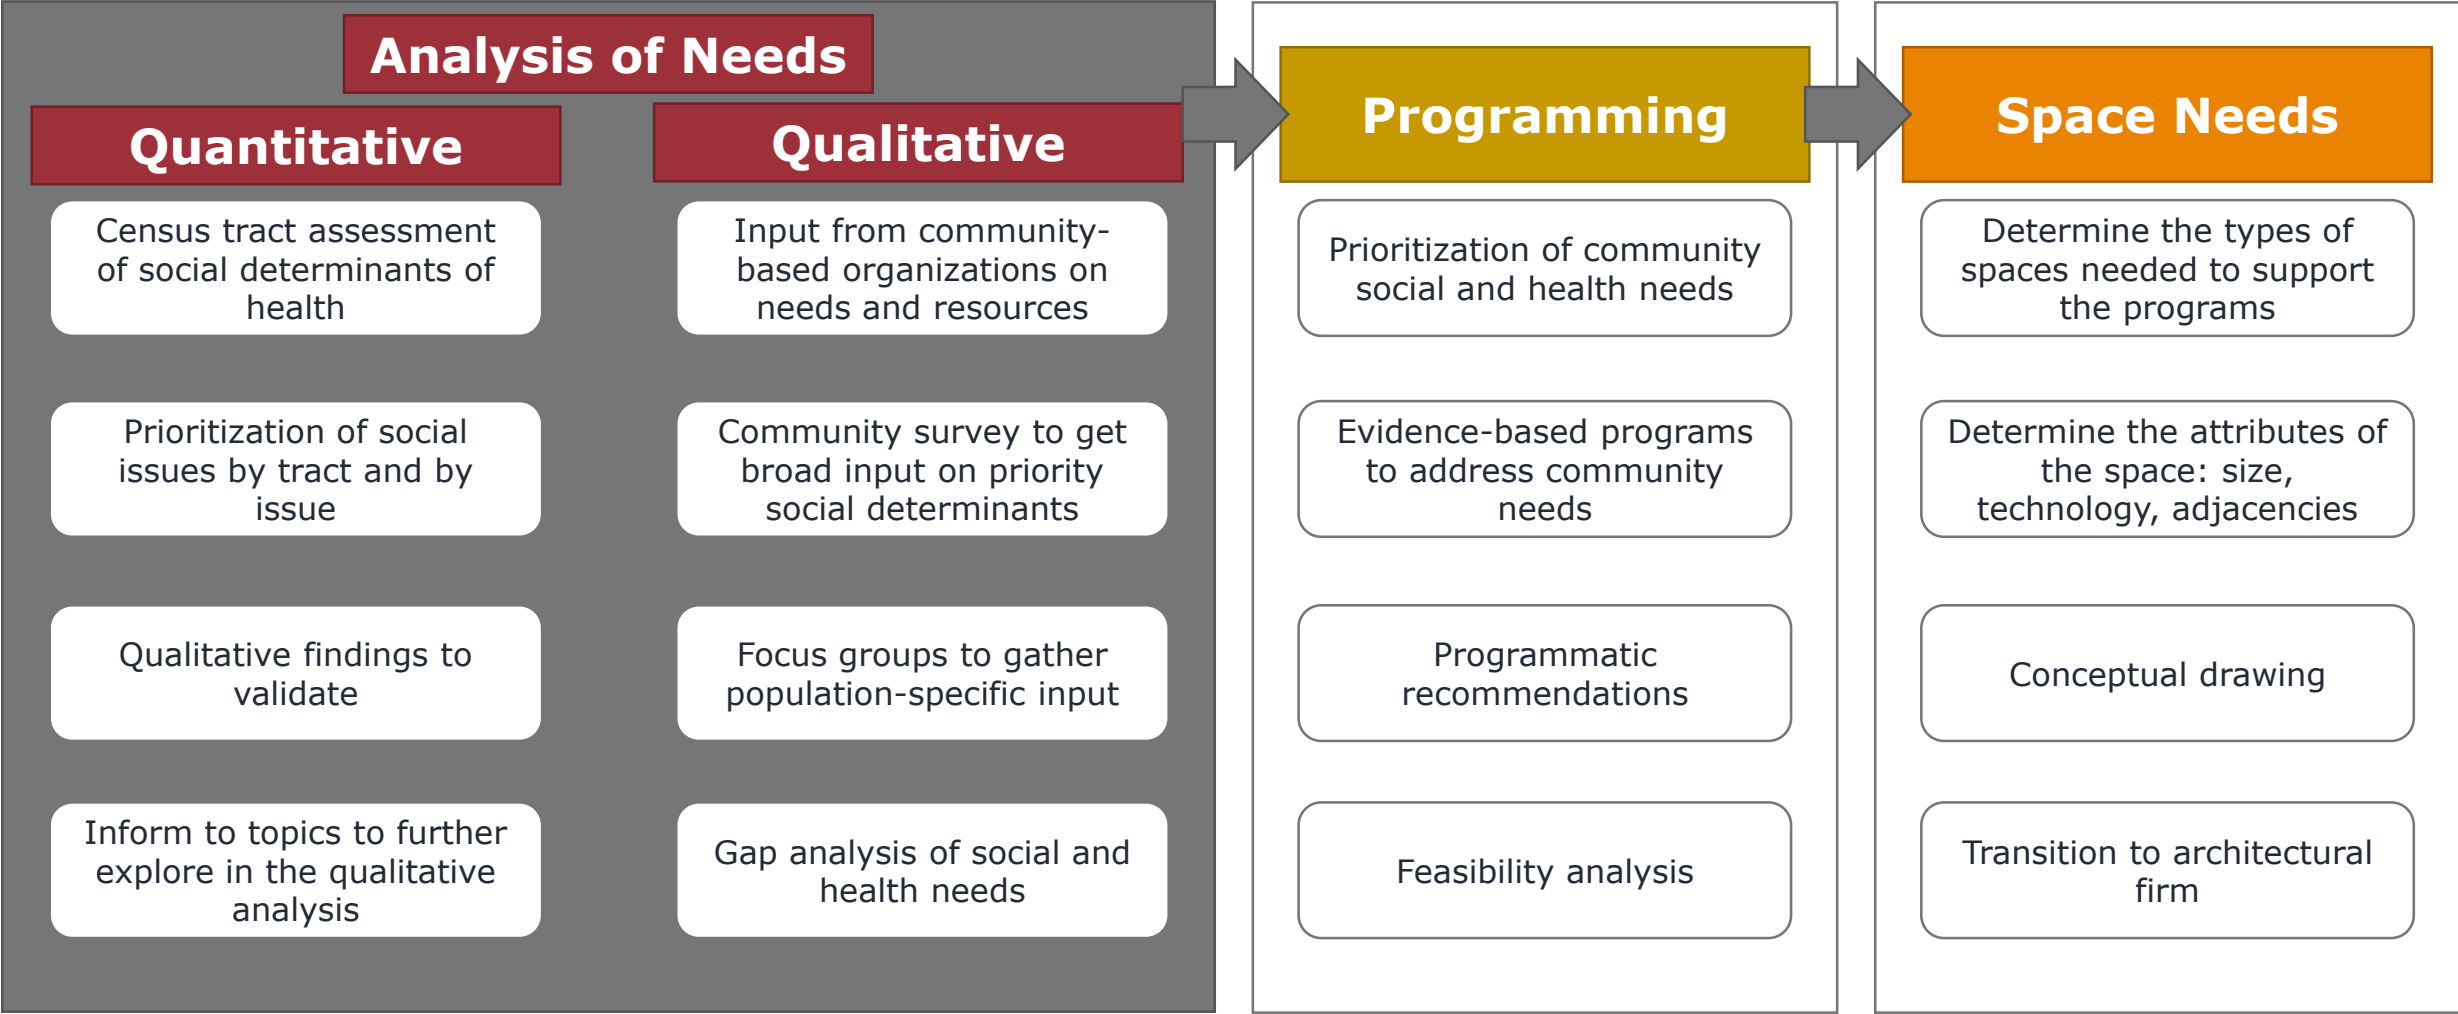 Analysis of Needs
Quantitative
Census tract assessment
of social determinants of
health
Prioritization of social
issues by tract and by
issue
Qualitative findings to
validate
Inform to topics to further
explore in the qualitative
analysis
Qualitative
Input from community-
based organizations on
needs and resources
Community survey to get
broad input on priority
social determinants
Focus groups to gather
population-specific input
Gap analysis of social and
health needs
Programming
Prioritization of community
social and health needs
Evidence-based programs
to address community
needs
Programmatic
recommendations
Feasibility analysis
Space Needs
Determine the types of
spaces needed to support
the programs
Determine the attributes of
the space: size,
technology, adjacencies
Conceptual drawing
Transition to architectural
firm